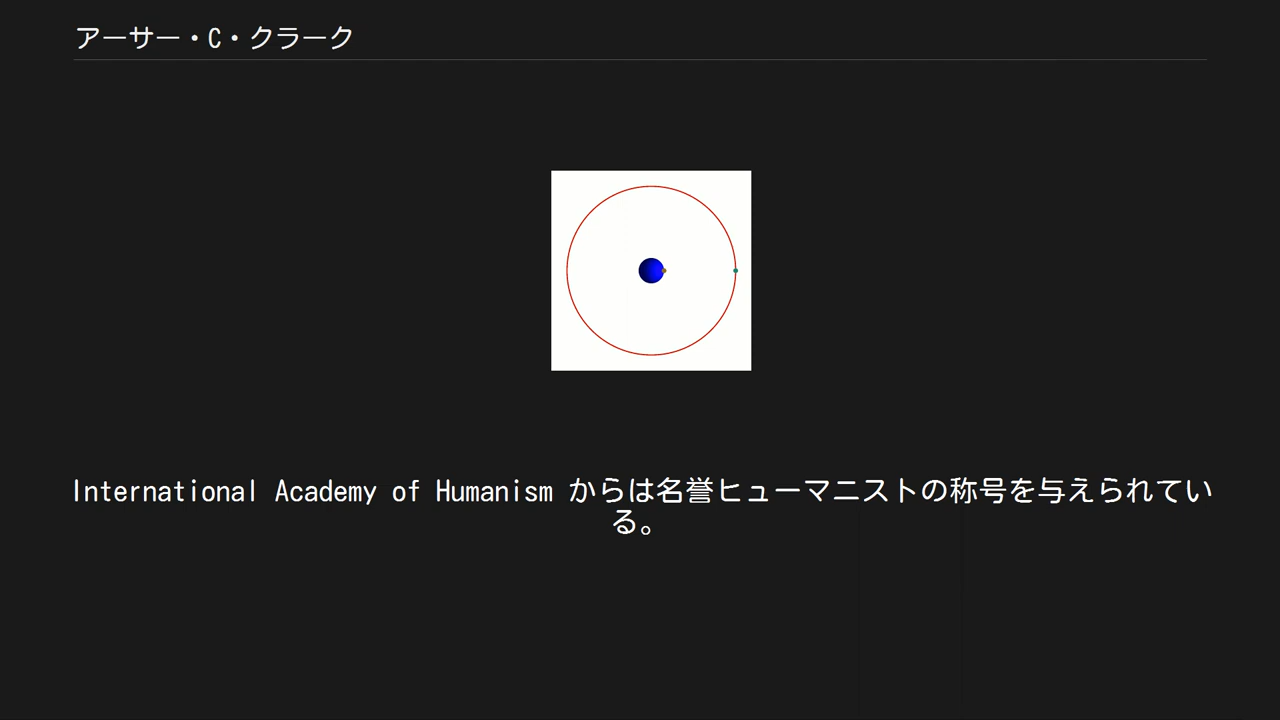 アーサー・C・クラーク
International Academy of Humanism からは名誉ヒューマニストの称号を与えられてい
る。